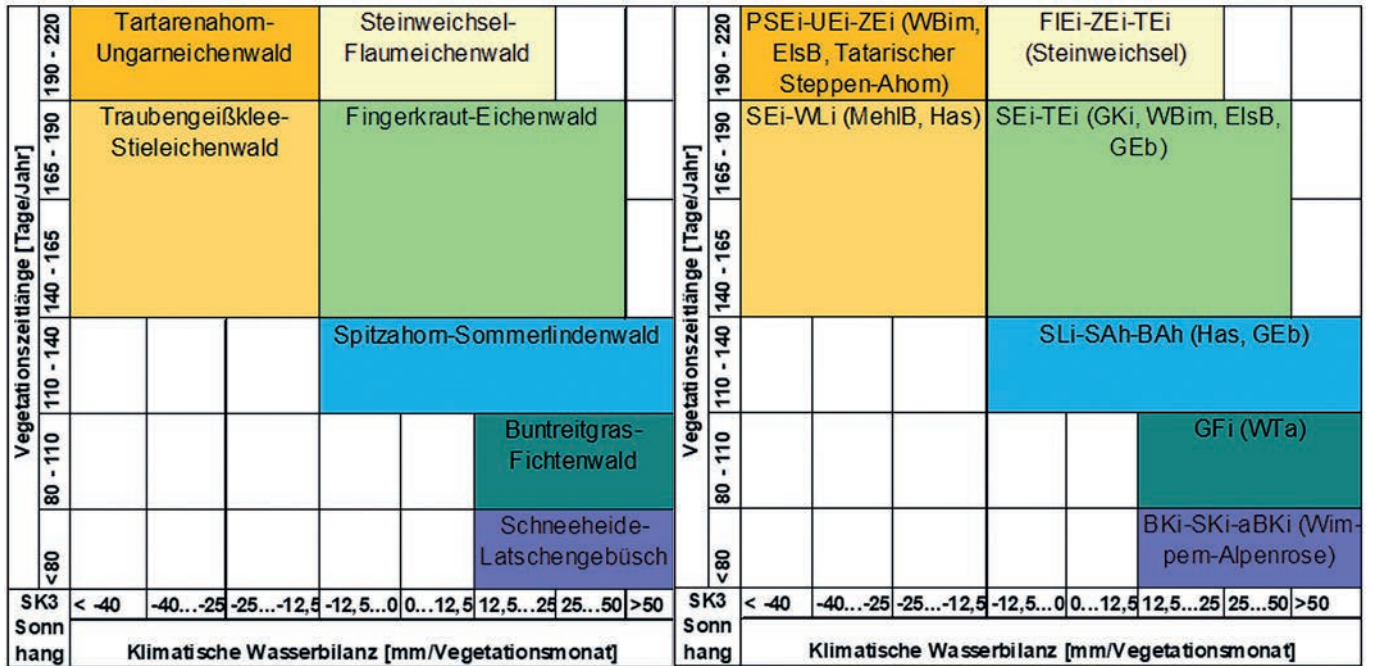 Vegetationszeitlänge [Tage/Jahr]
190 - 220
Tartarenahorn-
Ungarneichenwald
Steinweichsel-
Flaumeichenwald
165 - 190
Traubengeißklee-
Stieleichenwald
Fingerkraut-Eichenwald
140 - 165
110 - 140
Spitzahorn-Sommerlindenwald
80 - 110
Buntreitgras-
Fichtenwald
<80
Schneeheide-
Latschengebüsch
SK3 < -40 -40...-25 -25...-12,5 -12,5...0 0...12,5 12,5...25 25...50 >50
Sonn
hang
Klimatische Wasserbilanz [mm/Vegetationsmonat]
Vegetationszeitlänge [Tage/Jahr]
190 - 220
PSEi-UEi-ZEi (WBim,
ElsB, Tatarischer
Steppen-Ahorn)
FlEi-ZEi-TEi
(Steinweichsel)
165 - 190
SEi-WLi (MehlB, Has)
SEi-TEi (GKi, WBim, ElsB,
GEb)
140 - 165
110 - 140
SLi-SAh-BAh (Has, GEb)
80 - 110
GFi (WTa)
<80
BKi-SKi-aBKi (Wim-
pern-Alpenrose)
SK3 < -40 -40...-25 -25...-12,5 -12,5...0 0...12,5 12,5...25 25...50 >50
Sonn
hang
Klimatische Wasserbilanz [mm/Vegetationsmonat]